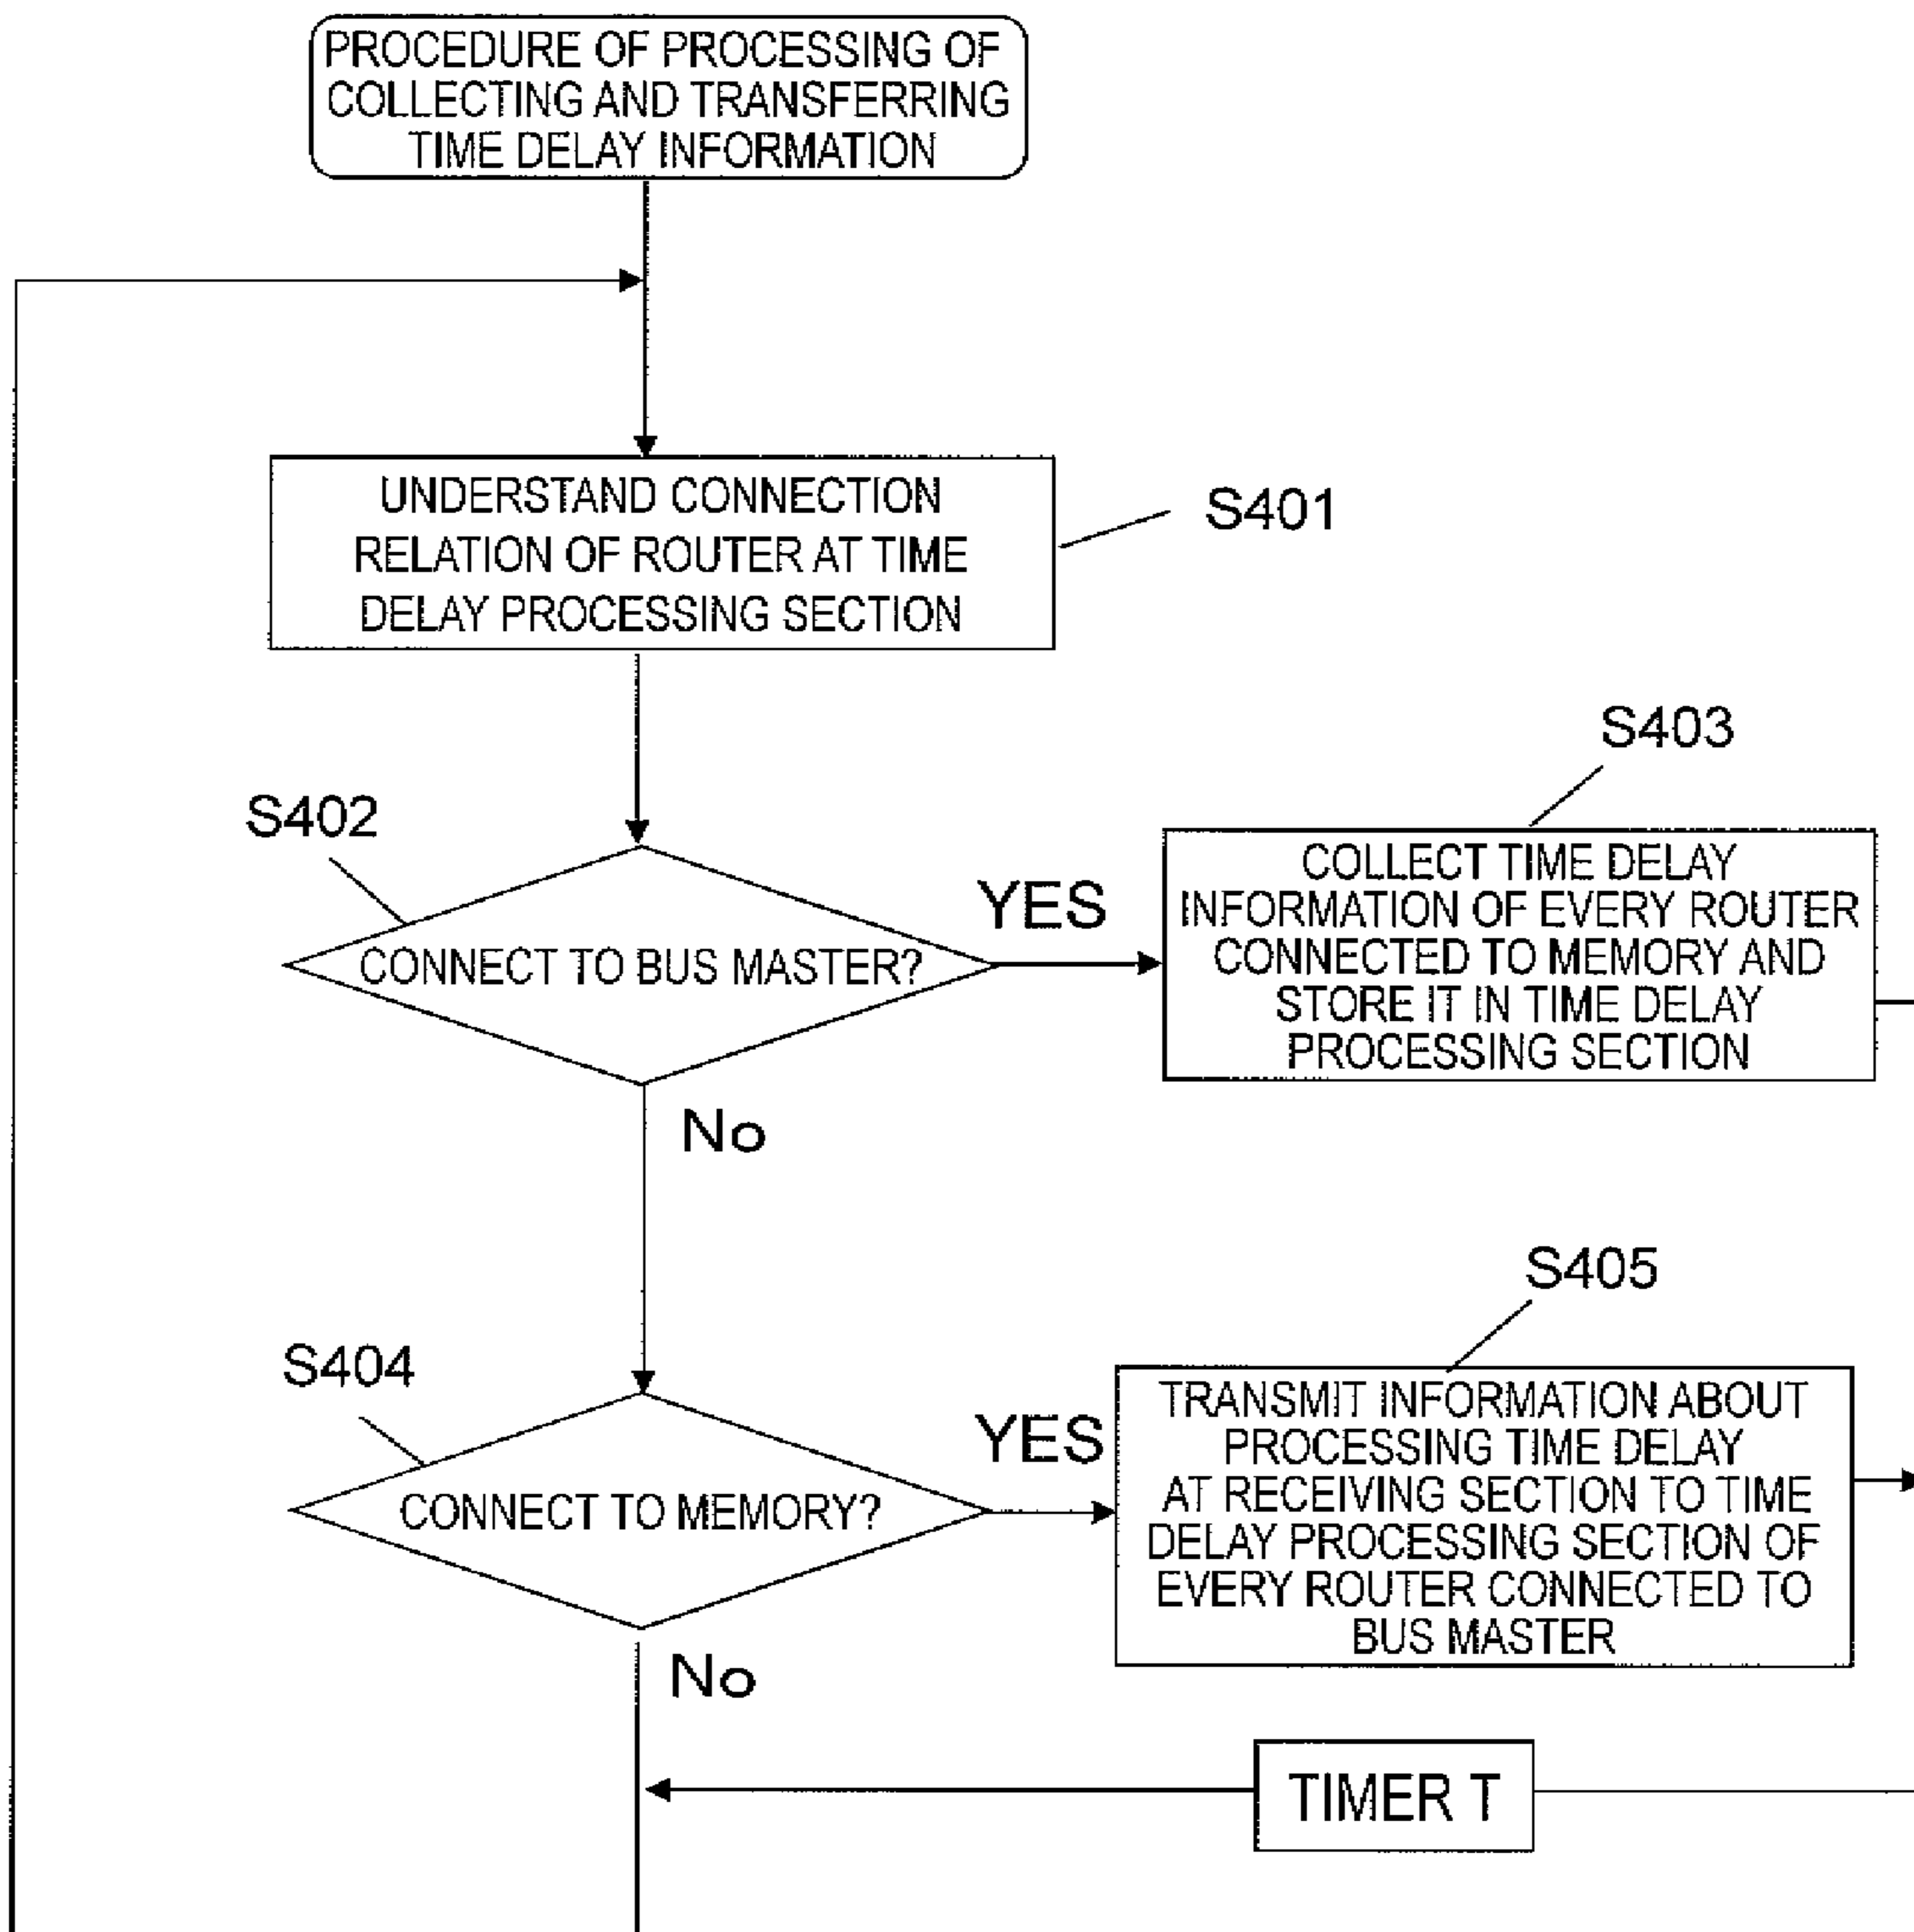 PROCEDURE OF PROCESSING OF
COLLECTING AND TRANSFERRING
TIME DELAY INFORMATION
UNDERSTAND CONNECTION
RELATION OF ROUTER AT TIME
DELAY PROCESSING SECTION
S401
S402
CONNECT TO BUS MASTER?
YES
No
S403
COLLECT TIME DELAY
INFORMATION OF EVERY ROUTER
CONNECTED TO MEMORY AND
STORE IT IN TIME DELAY
PROCESSING SECTION
S404
CONNECT TO MEMORY?
YES
No
S405
TRANSMIT INFORMATION ABOUT
PROCESSING TIME DELAY
AT RECEIVING SECTION TO TIME
DELAY PROCESSING SECTION OF
EVERY ROUTER CONNECTED TO
BUS MASTER
TIMER T